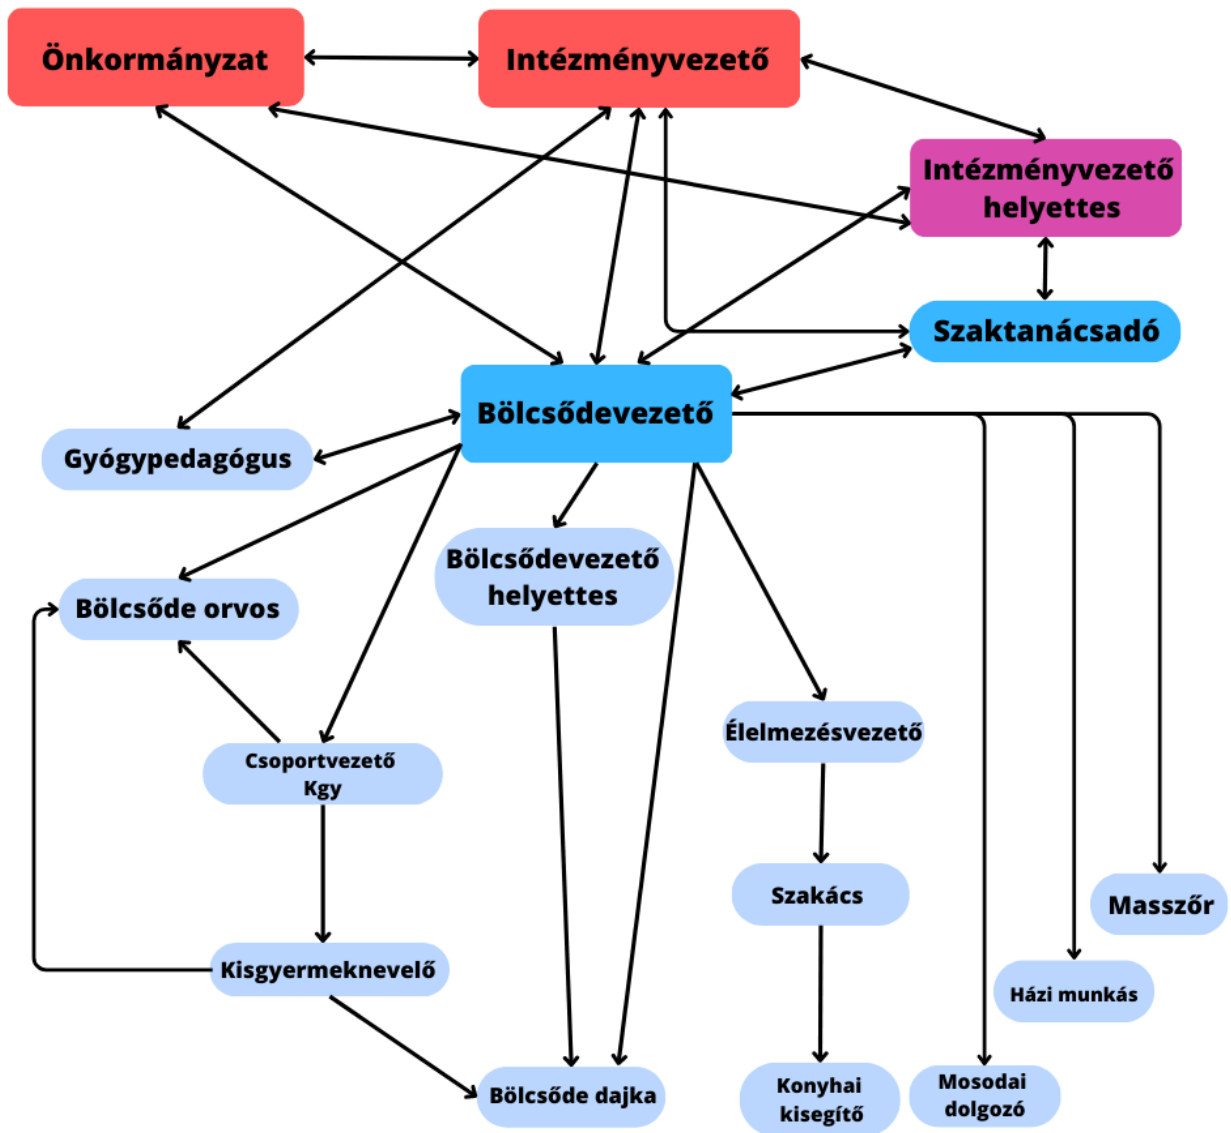 Önkormányzat
Intézményvezető
Intézményvezető
helyettes
Szaktanácsadó
Bölcsődevezető
Gyógypedagógus
Bölcsődevezető
helyettes
Bölcsőde orvos
Csoportvezető
Kgy
Élelmezésvezető
Szakács
Masszőr
Kisgyermeknevelő
Házi munkás
Bölcsőde dajka
Konyhai
kisegítő
Mosodai
dolgozó